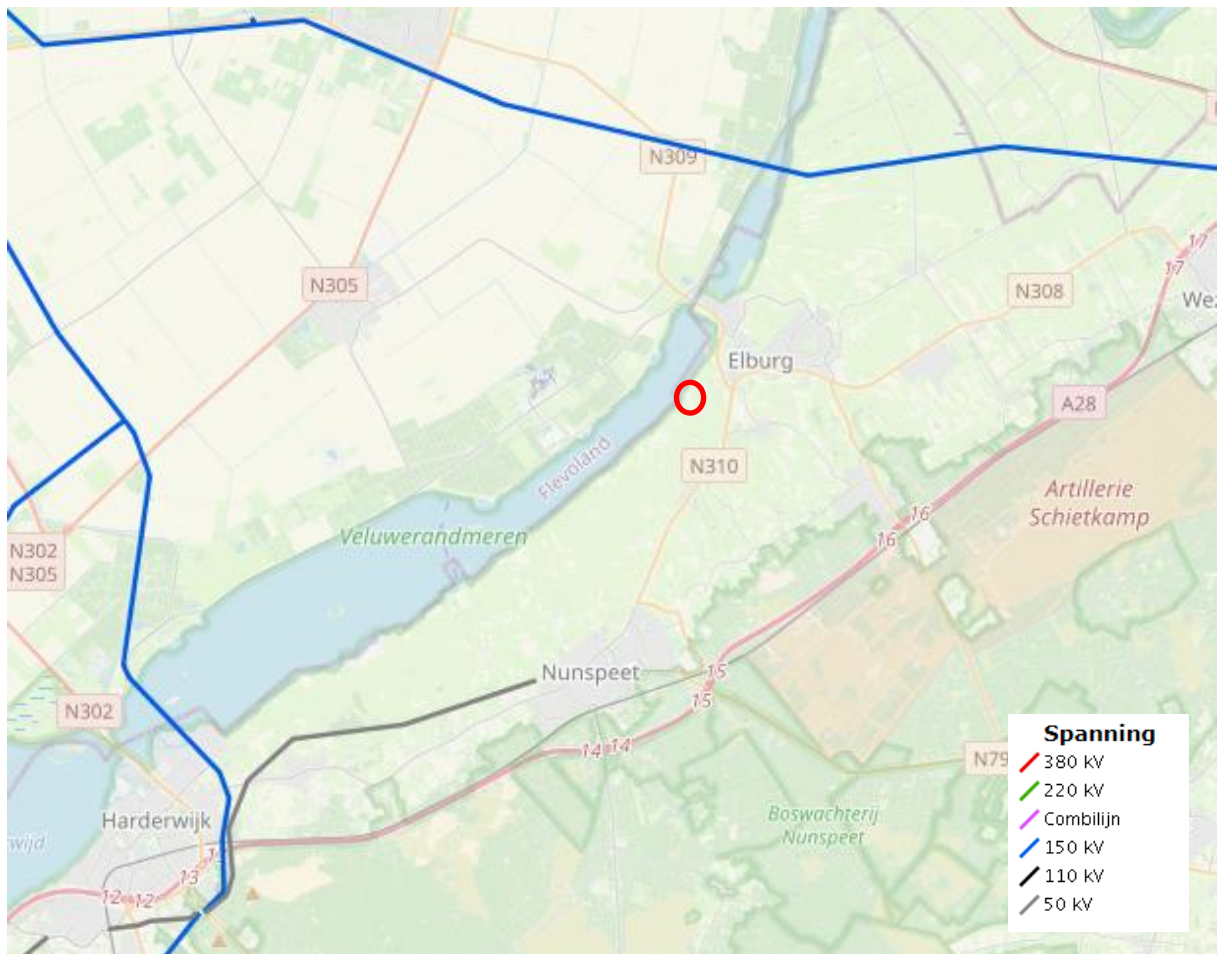 N309
17
17
N305
N308
Wez
Elburg
A28
N310
Flevoland
Artillerie
Schietkamp
16
16
Veluwerandmeren
N302
N305
15
15
Nunspeet
N302
14
14
N79
Boswachterij
Nunspeet
Harderwijk
wijd
13
12
12
Spanning
380 kV
220 kV
Combilijn
150 kV
110 kV
50 kV